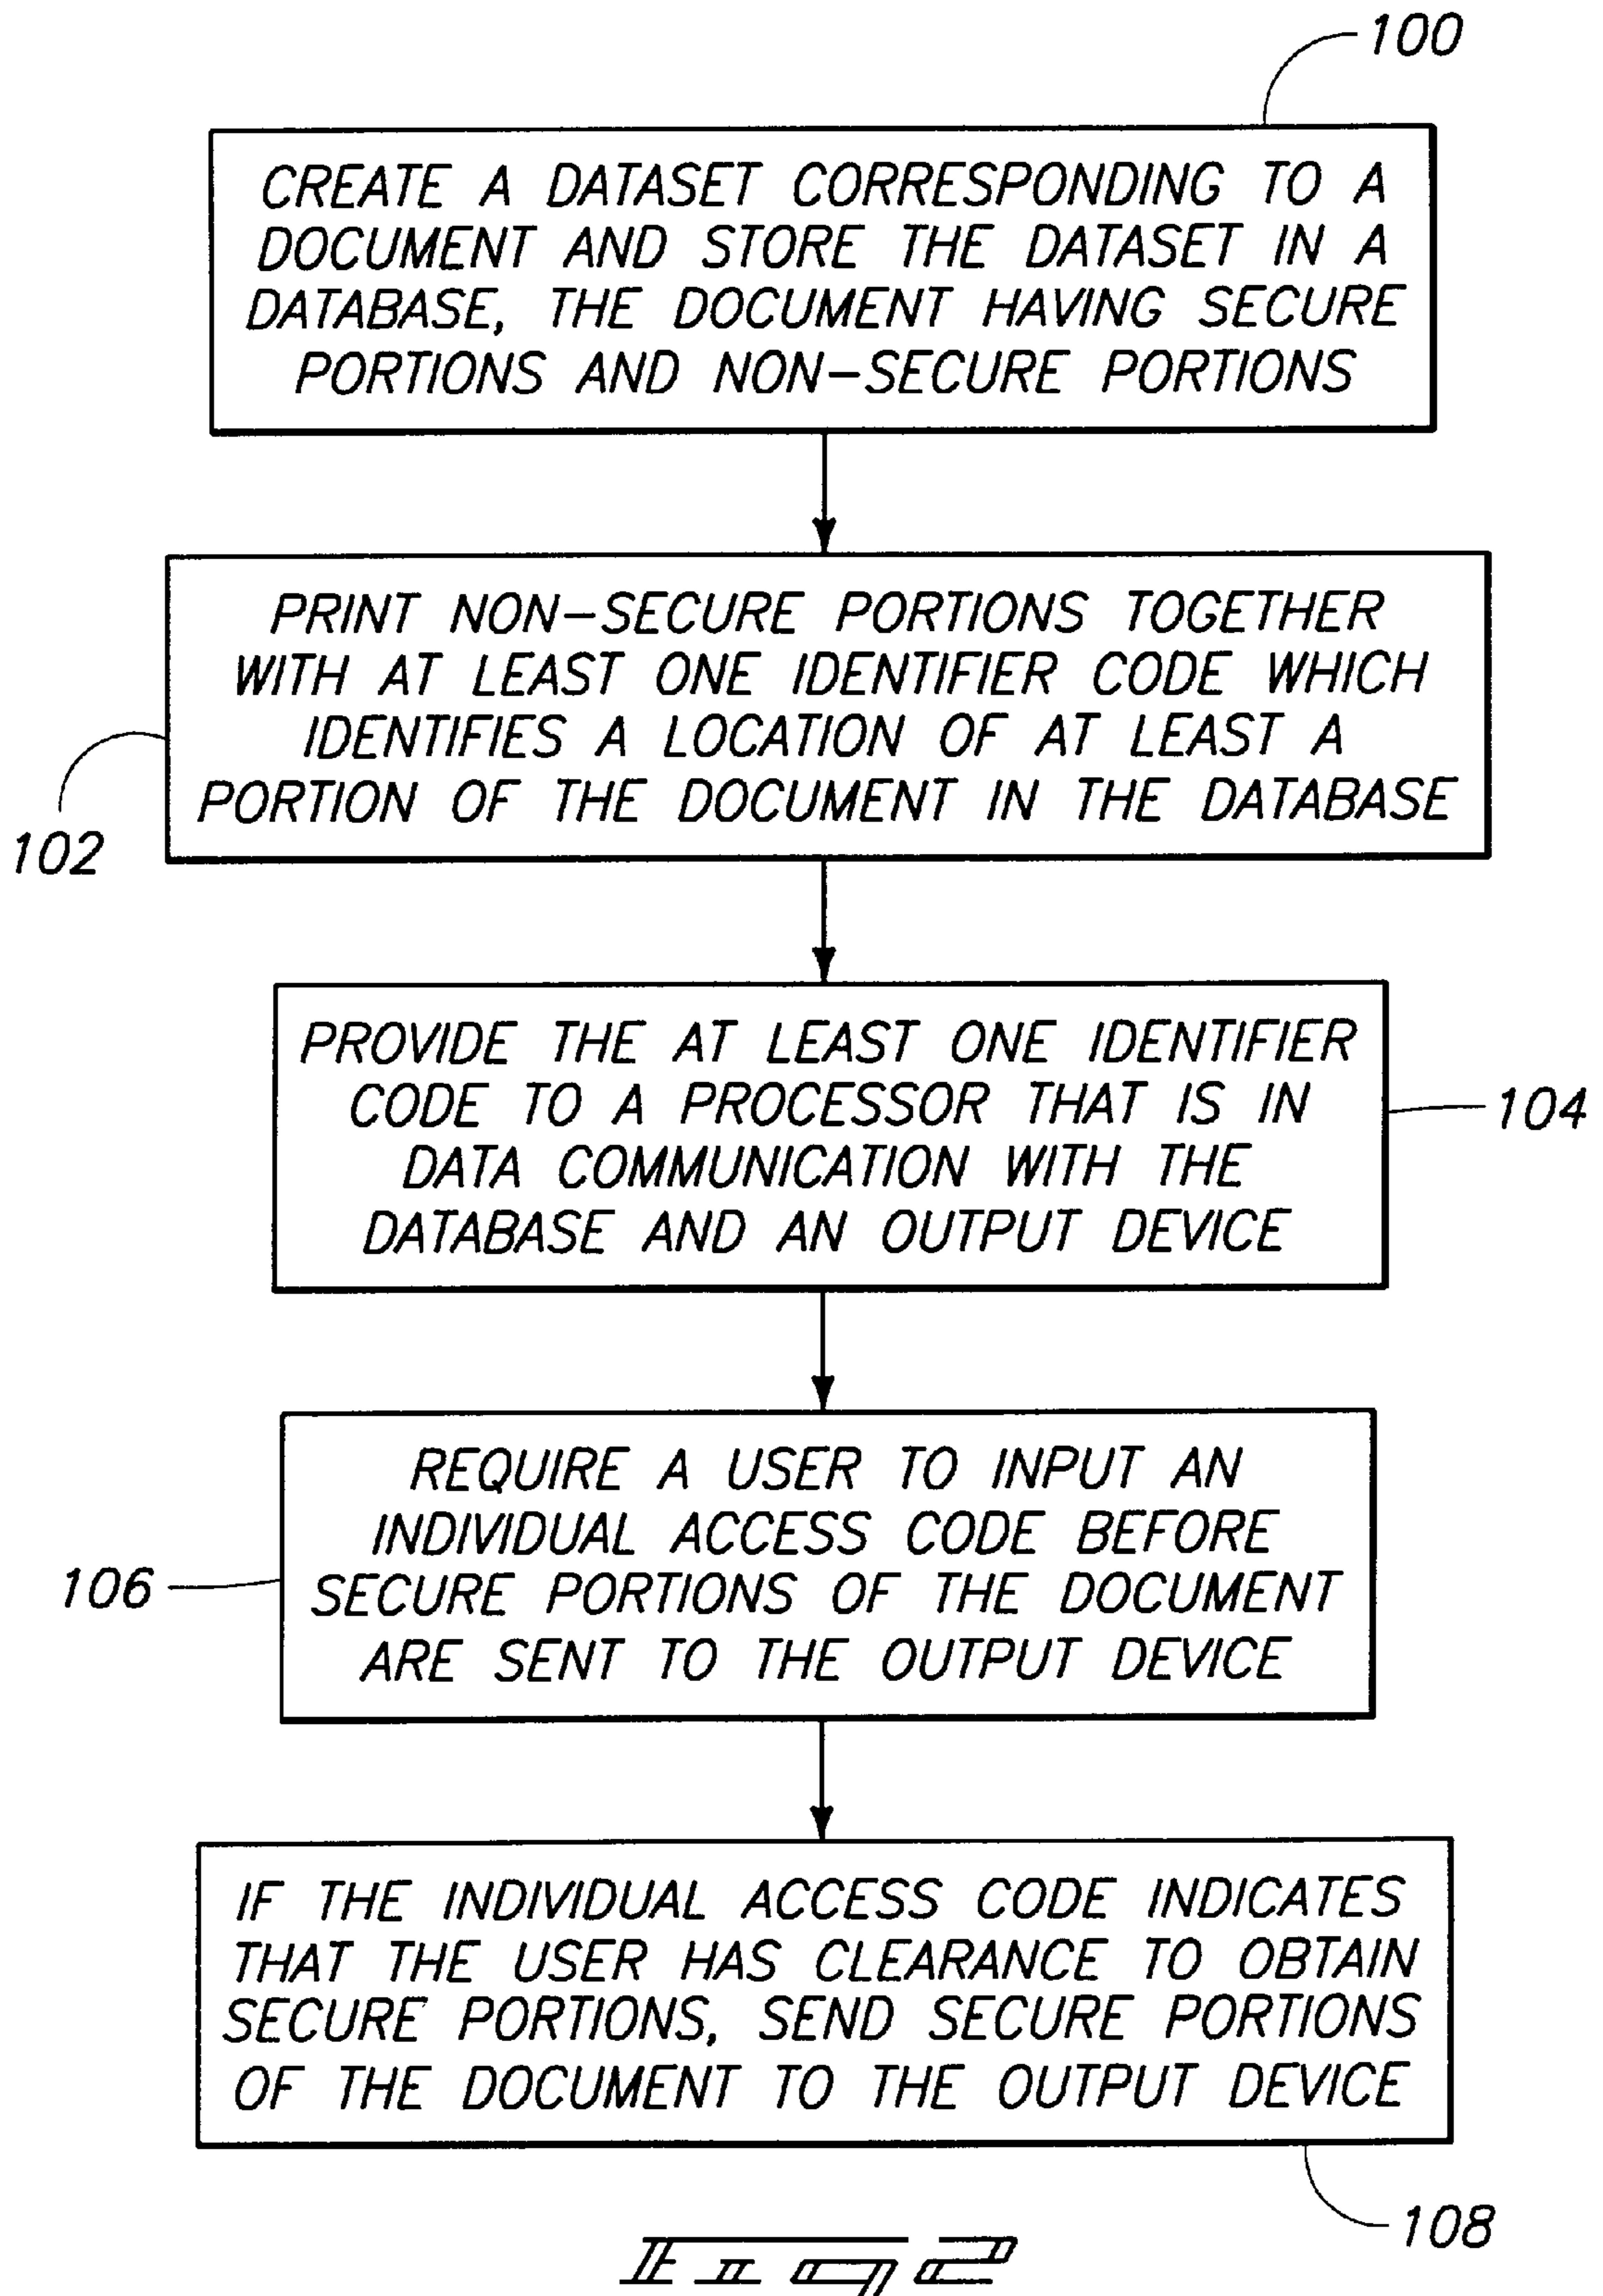 100
CREATE A DATASET CORRESPONDING TO A
DOCUMENT AND STORE THE DATASET IN A
DATABASE, THE DOCUMENT HAVING SECURE
PORTIONS AND NON-SECURE PORTIONS
PRINT NON-SECURE PORTIONS TOGETHER
WITH AT LEAST ONE IDENTIFIER CODE WHICH
IDENTIFIES A LOCATION OF AT LEAST A
PORTION OF THE DOCUMENT IN THE DATABASE
102
PROVIDE THE AT LEAST ONE IDENTIFIER
CODE TO A PROCESSOR THAT IS IN
DATA COMMUNICATION WITH THE
DATABASE AND AN OUTPUT DEVICE
104
REQUIRE A USER TO INPUT AN
INDIVIDUAL ACCESS CODE BEFORE
SECURE PORTIONS OF THE DOCUMENT
ARE SENT TO THE OUTPUT DEVICE
106
IF THE INDIVIDUAL ACCESS CODE INDICATES
THAT THE USER HAS CLEARANCE TO OBTAIN
SECURE PORTIONS, SEND SECURE PORTIONS
OF THE DOCUMENT TO THE OUTPUT DEVICE
108
Fig 2